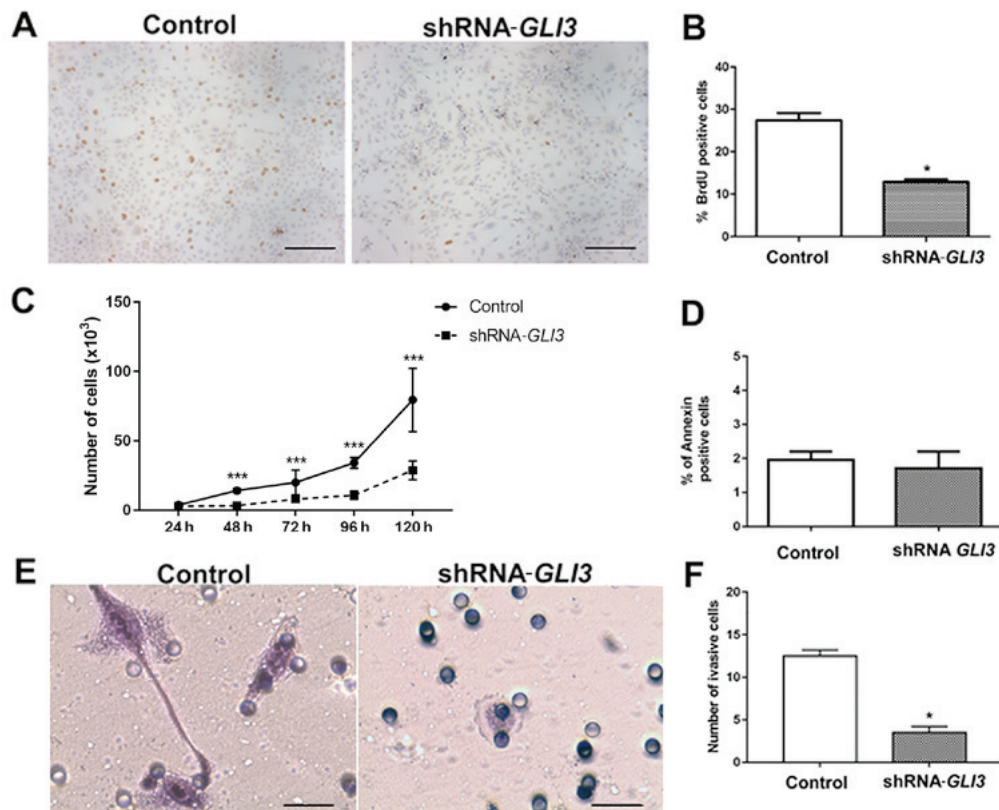 A
Control
shRNA-GLI3
B
% BrdU positive cells
40
30
20
10
0
*
Control
shRNA-GLI3
C
Number of cells (x10³)
150
100
50
0
Control
shRNA-GLI3
***
***
***
***
24 h
48 h
72 h
96 h
120 h
D
% of Annexin
positive cells
5
4
3
2
1
0
Control
shRNA GLI3
E
Control
shRNA-GLI3
F
Number of ivasive cells
20
15
10
5
0
*
Control
shRNA-GLI3